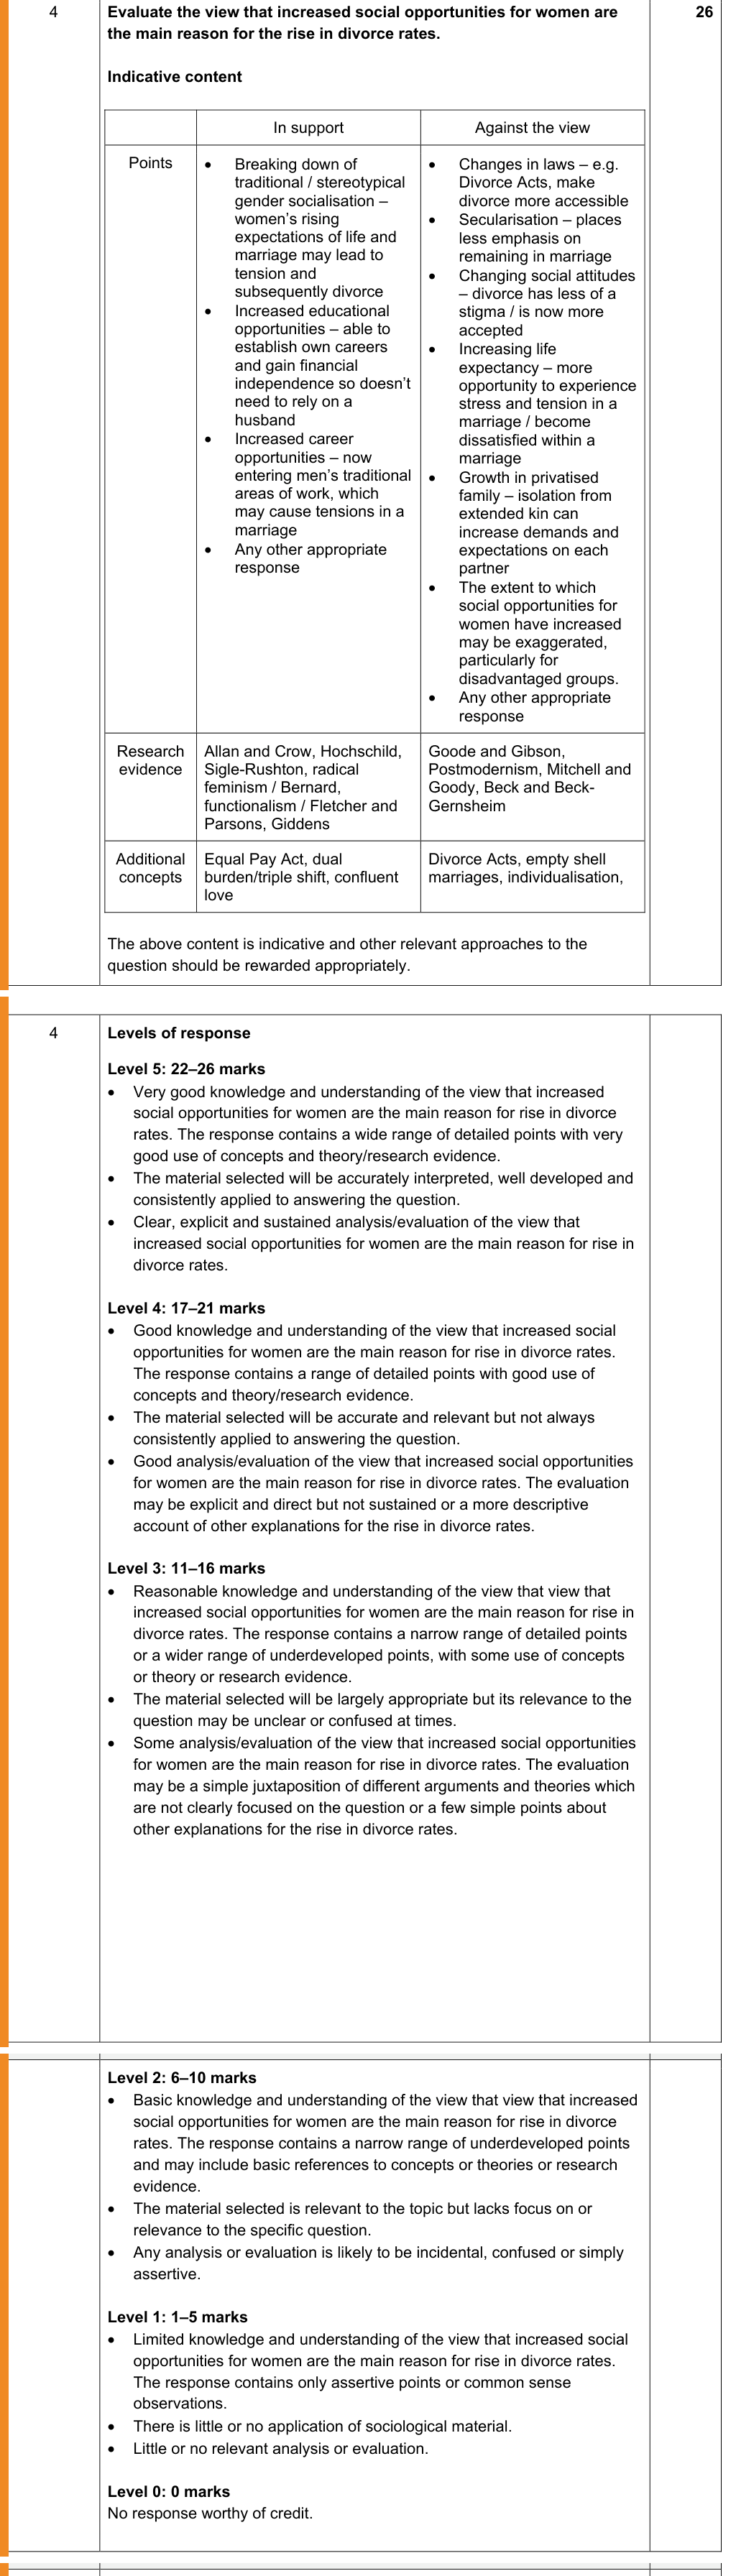 4
Evaluate the view that increased social opportunities for women are
the main reason for the rise in divorce rates.
26
Indicative content
In support
Against the view
Points
• Breaking down of
traditional / stereotypical
gender socialisation –
women's rising
expectations of life and
marriage may lead to
tension and
subsequently divorce
• Increased educational
opportunities – able to
establish own careers
and gain financial
independence so doesn't
need to rely on a
husband
• Increased career
opportunities – now
entering men's traditional
areas of work, which
may cause tensions in a
marriage
• Any other appropriate
response
• Changes in laws – e.g.
Divorce Acts, make
divorce more accessible
• Secularisation – places
less emphasis on
remaining in marriage
• Changing social attitudes
– divorce has less of a
stigma / is now more
accepted
• Increasing life
expectancy – more
opportunity to experience
stress and tension in a
marriage / become
dissatisfied within a
marriage
• Growth in privatised
family – isolation from
extended kin can
increase demands and
expectations on each
partner
• The extent to which
social opportunities for
women have increased
may be exaggerated,
particularly for
disadvantaged groups.
• Any other appropriate
response
Research
evidence
Allan and Crow, Hochschild,
Sigle-Rushton, radical
feminism / Bernard,
functionalism / Fletcher and
Parsons, Giddens
Goode and Gibson,
Postmodernism, Mitchell and
Goody, Beck and Beck-
Gernsheim
Additional
concepts
Equal Pay Act, dual
burden/triple shift, confluent
love
Divorce Acts, empty shell
marriages, individualisation,
The above content is indicative and other relevant approaches to the
question should be rewarded appropriately.
4
Levels of response
Level 5: 22–26 marks
• Very good knowledge and understanding of the view that increased
social opportunities for women are the main reason for rise in divorce
rates. The response contains a wide range of detailed points with very
good use of concepts and theory/research evidence.
• The material selected will be accurately interpreted, well developed and
consistently applied to answering the question.
• Clear, explicit and sustained analysis/evaluation of the view that
increased social opportunities for women are the main reason for rise in
divorce rates.
Level 4: 17–21 marks
• Good knowledge and understanding of the view that increased social
opportunities for women are the main reason for rise in divorce rates.
The response contains a range of detailed points with good use of
concepts and theory/research evidence.
• The material selected will be accurate and relevant but not always
consistently applied to answering the question.
• Good analysis/evaluation of the view that increased social opportunities
for women are the main reason for rise in divorce rates. The evaluation
may be explicit and direct but not sustained or a more descriptive
account of other explanations for the rise in divorce rates.
Level 3: 11–16 marks
• Reasonable knowledge and understanding of the view that view that
increased social opportunities for women are the main reason for rise in
divorce rates. The response contains a narrow range of detailed points
or a wider range of underdeveloped points, with some use of concepts
or theory or research evidence.
• The material selected will be largely appropriate but its relevance to the
question may be unclear or confused at times.
• Some analysis/evaluation of the view that increased social opportunities
for women are the main reason for rise in divorce rates. The evaluation
may be a simple juxtaposition of different arguments and theories which
are not clearly focused on the question or a few simple points about
other explanations for the rise in divorce rates.
Level 2: 6–10 marks
• Basic knowledge and understanding of the view that view that increased
social opportunities for women are the main reason for rise in divorce
rates. The response contains a narrow range of underdeveloped points
and may include basic references to concepts or theories or research
evidence.
• The material selected is relevant to the topic but lacks focus on or
relevance to the specific question.
• Any analysis or evaluation is likely to be incidental, confused or simply
assertive.
Level 1: 1–5 marks
• Limited knowledge and understanding of the view that increased social
opportunities for women are the main reason for rise in divorce rates.
The response contains only assertive points or common sense
observations.
• There is little or no application of sociological material.
• Little or no relevant analysis or evaluation.
Level 0: 0 marks
No response worthy of credit.